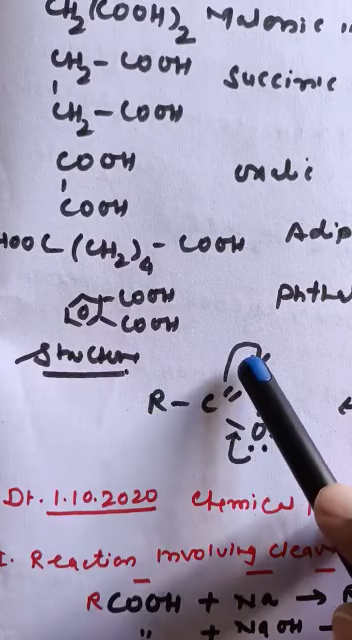 CH2(COOH)2 Malonic "
CH2 - COOH
CH2 - COOH
Succinic
COOH
COOH
oxalic
HOOC (CH2)4 - COOH Adip
COOH
COOH
Phthal
Structure
R - C
O
Dt. 1.10.2020 Chemical
I. Reaction Involving cleav
RCOOH + Na → R
" + NaOH -